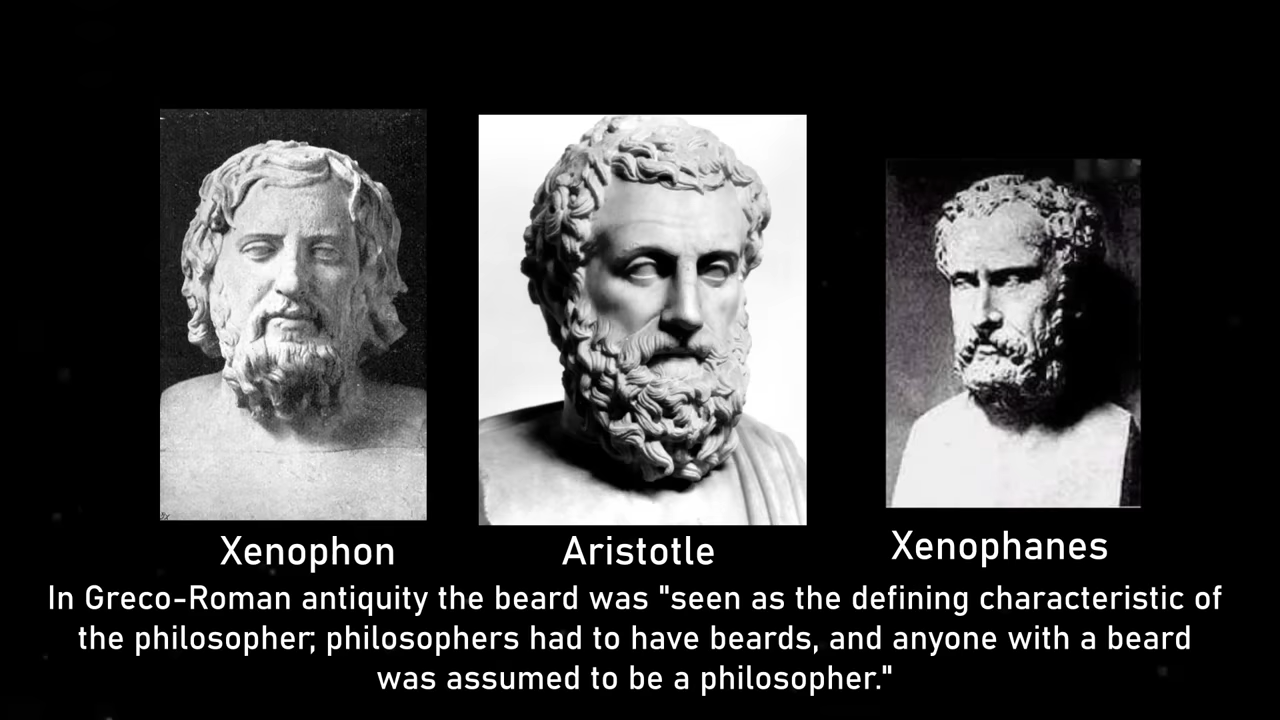 Xenophon
Aristotle
Xenophanes
In Greco-Roman antiquity the beard was "seen as the defining characteristic of
the philosopher; philosophers had to have beards, and anyone with a beard
was assumed to be a philosopher."